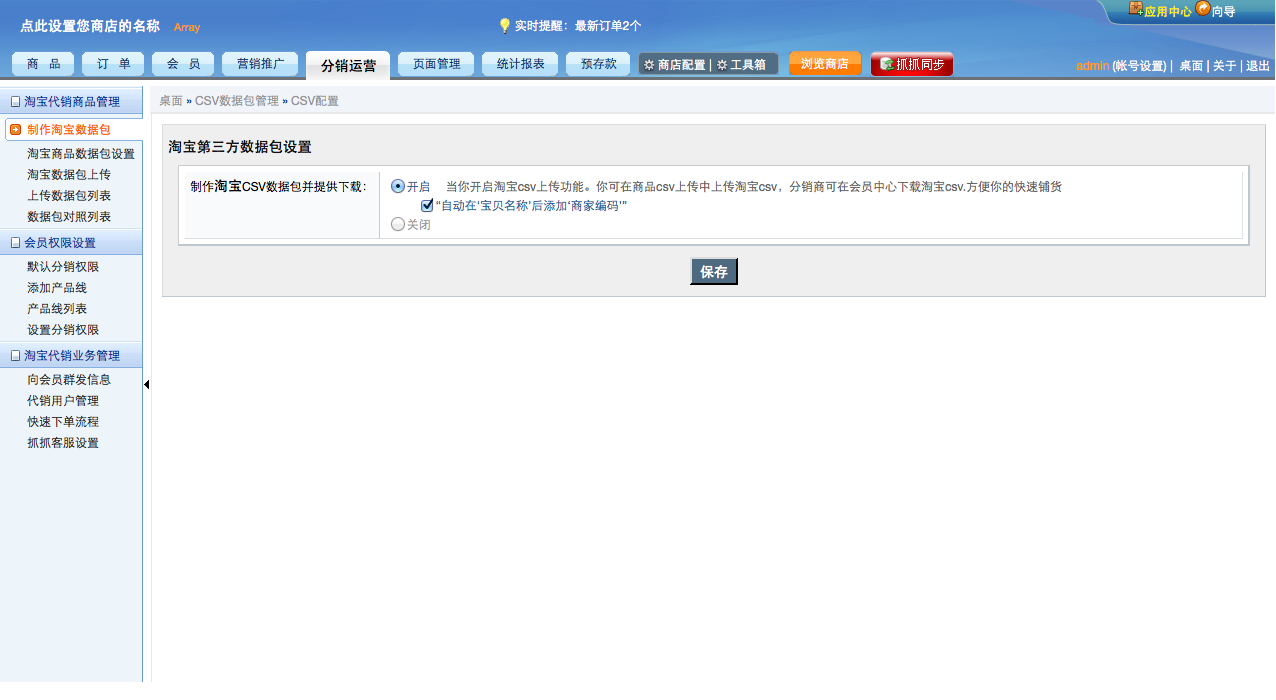 点此设置您商店的名称 Array 实时提醒：最新订单2个 应用中心 向导
商 品 订 单 会 员 营销推广 分销运营 页面管理 统计报表 预存款 商店配置 | 工具箱 浏览商店 抓抓同步 admin (帐号设置) | 桌面 | 关于 | 退出
淘宝代销商品管理
制作淘宝数据包
淘宝商品数据包设置
淘宝数据包上传
上传数据包列表
数据包对照列表
会员权限设置
默认分销权限
添加产品线
产品线列表
设置分销权限
淘宝代销业务管理
向会员群发信息
代销用户管理
快速下单流程
抓抓客服设置
桌面 » CSV数据包管理 » CSV配置
淘宝第三方数据包设置
制作淘宝CSV数据包并提供下载： 开启 当你开启淘宝csv上传功能。你可在商品csv上传中上传淘宝csv，分销商可在会员中心下载淘宝csv.方便你的快速铺货
“自动在'宝贝名称'后添加'商家编码'”
关闭
保存